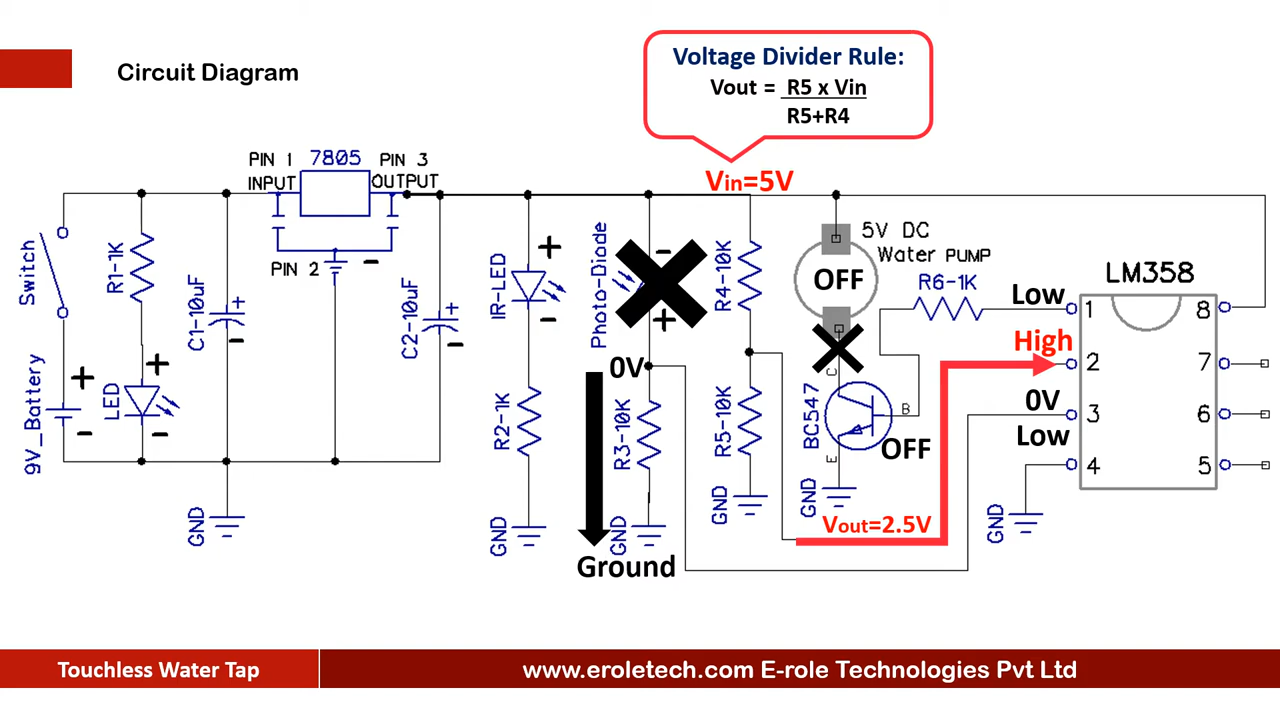 Circuit Diagram
Voltage Divider Rule:
Vout = R5 x Vin
R5+R4
Vin=5V
PIN 1 7805 PIN 3
INPUT OUTPUT
PIN 2 -
Switch
9V_Battery
+
-
R1-1K
LED
+
-
C1-10uF
+
-
GND
C2-10uF
+
-
IR-LED
+
-
R2-1K
GND
Photo-Diode
-
+
0V
R3-10K
GND
Ground
R4-10K
R5-10K
GND
5V DC
Water PUMP
OFF
R6-1K
C
B
E
BC547
OFF
GND
Vout=2.5V
Low
High
0V
Low
GND
LM358
1 8
2 7
3 6
4 5
Touchless Water Tap
www.eroletech.com E-role Technologies Pvt Ltd